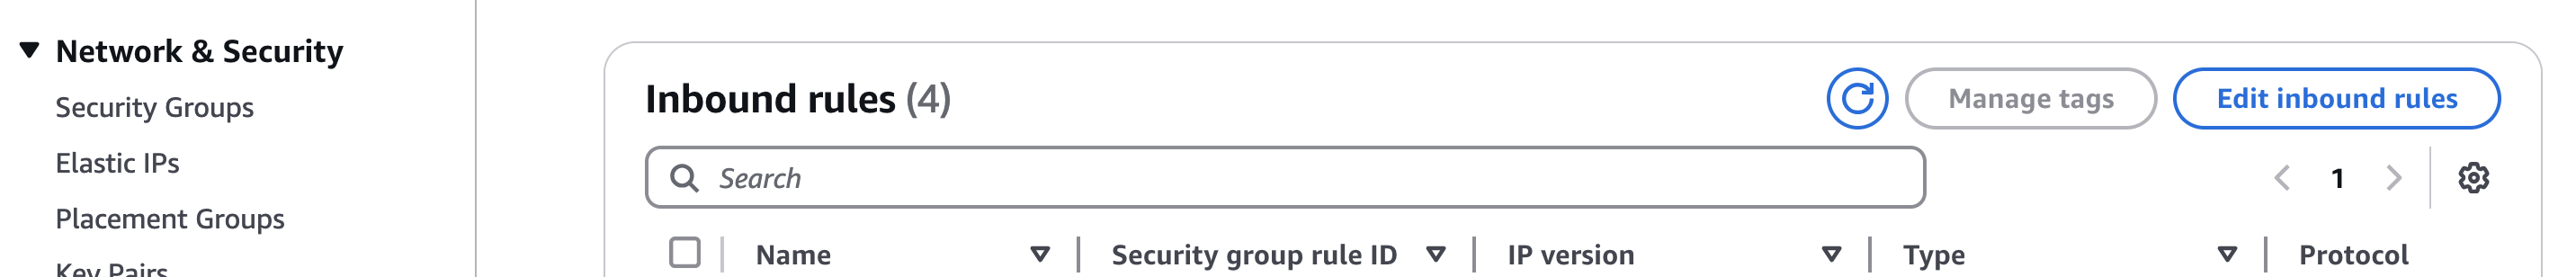 Network & Security
Security Groups
Elastic IPs
Placement Groups
Key Pairs
Inbound rules (4)
Manage tags
Edit inbound rules
Search
1
Name
Security group rule ID
IP version
Type
Protocol